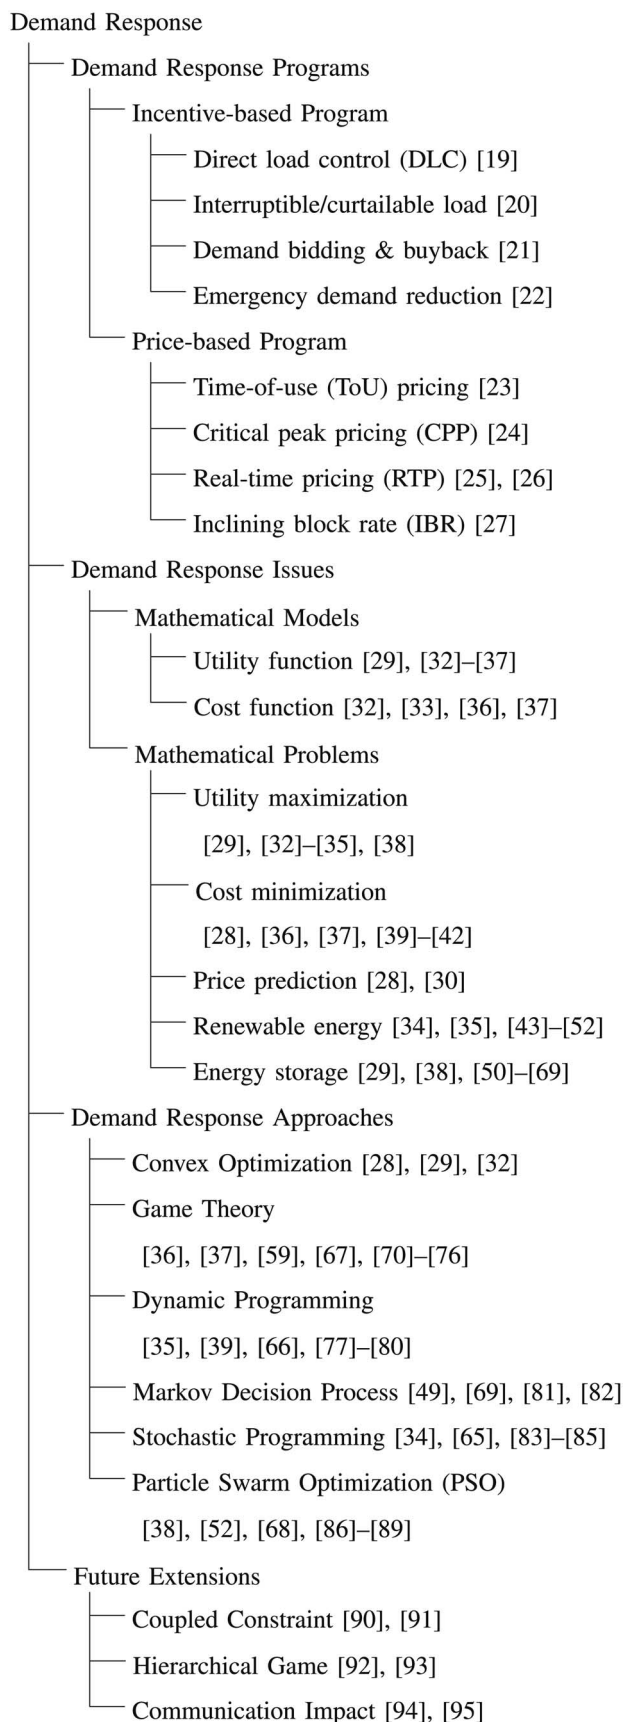 Demand Response
Demand Response Programs
Incentive-based Program
Direct load control (DLC) [19]
Interruptible/curtailable load [20]
Demand bidding & buyback [21]
Emergency demand reduction [22]
Price-based Program
Time-of-use (ToU) pricing [23]
Critical peak pricing (CPP) [24]
Real-time pricing (RTP) [25], [26]
Inclining block rate (IBR) [27]
Demand Response Issues
Mathematical Models
Utility function [29], [32]–[37]
Cost function [32], [33], [36], [37]
Mathematical Problems
Utility maximization
[29], [32]–[35], [38]
Cost minimization
[28], [36], [37], [39]–[42]
Price prediction [28], [30]
Renewable energy [34], [35], [43]–[52]
Energy storage [29], [38], [50]–[69]
Demand Response Approaches
Convex Optimization [28], [29], [32]
Game Theory
[36], [37], [59], [67], [70]–[76]
Dynamic Programming
[35], [39], [66], [77]–[80]
Markov Decision Process [49], [69], [81], [82]
Stochastic Programming [34], [65], [83]–[85]
Particle Swarm Optimization (PSO)
[38], [52], [68], [86]–[89]
Future Extensions
Coupled Constraint [90], [91]
Hierarchical Game [92], [93]
Communication Impact [94], [95]